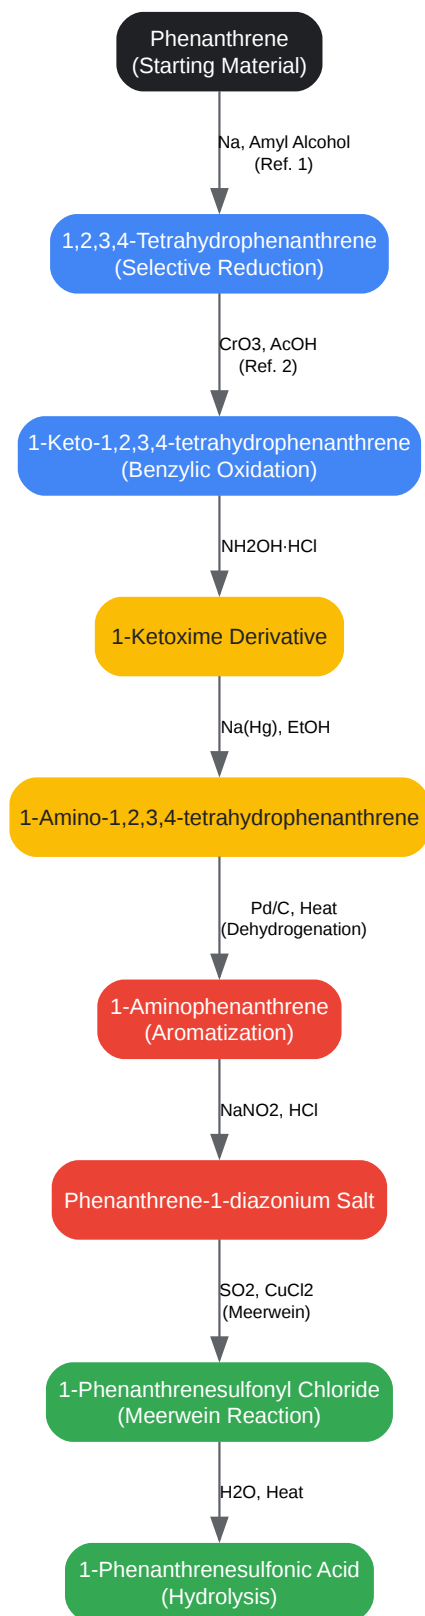 Phenanthrene
(Starting Material)
Na, Amyl Alcohol
(Ref. 1)
1,2,3,4-Tetrahydrophenanthrene
(Selective Reduction)
CrO3, AcOH
(Ref. 2)
1-Keto-1,2,3,4-tetrahydrophenanthrene
(Benzylic Oxidation)
NH2OH·HCl
1-Ketoxime Derivative
Na(Hg), EtOH
1-Amino-1,2,3,4-tetrahydrophenanthrene
Pd/C, Heat
(Dehydrogenation)
1-Aminophenanthrene
(Aromatization)
NaNO2, HCl
Phenanthrene-1-diazonium Salt
SO2, CuCl2
(Meerwein)
1-Phenanthrenesulfonyl Chloride
(Meerwein Reaction)
H2O, Heat
1-Phenanthrenesulfonic Acid
(Hydrolysis)